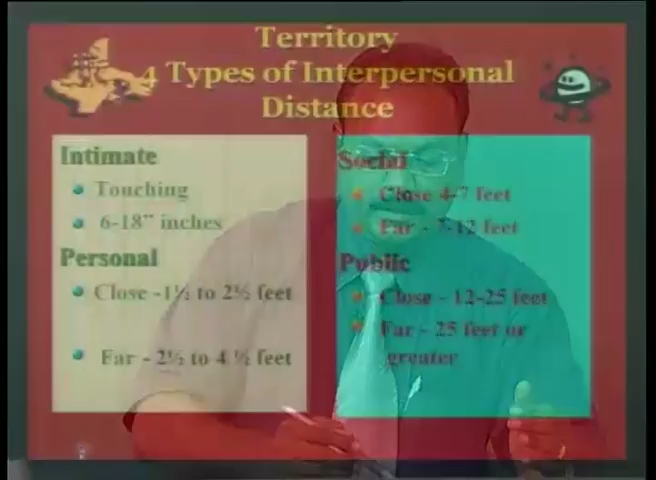 Territory
4 Types of Interpersonal
Distance
Intimate
Touching
6-18" inches
Personal
Close -1½ to 2½ feet
Far - 2½ to 4 ½ feet
Social
Close 4-7 feet
Far - 7-12 feet
Public
Close - 12-25 feet
Far - 25 feet or
greater